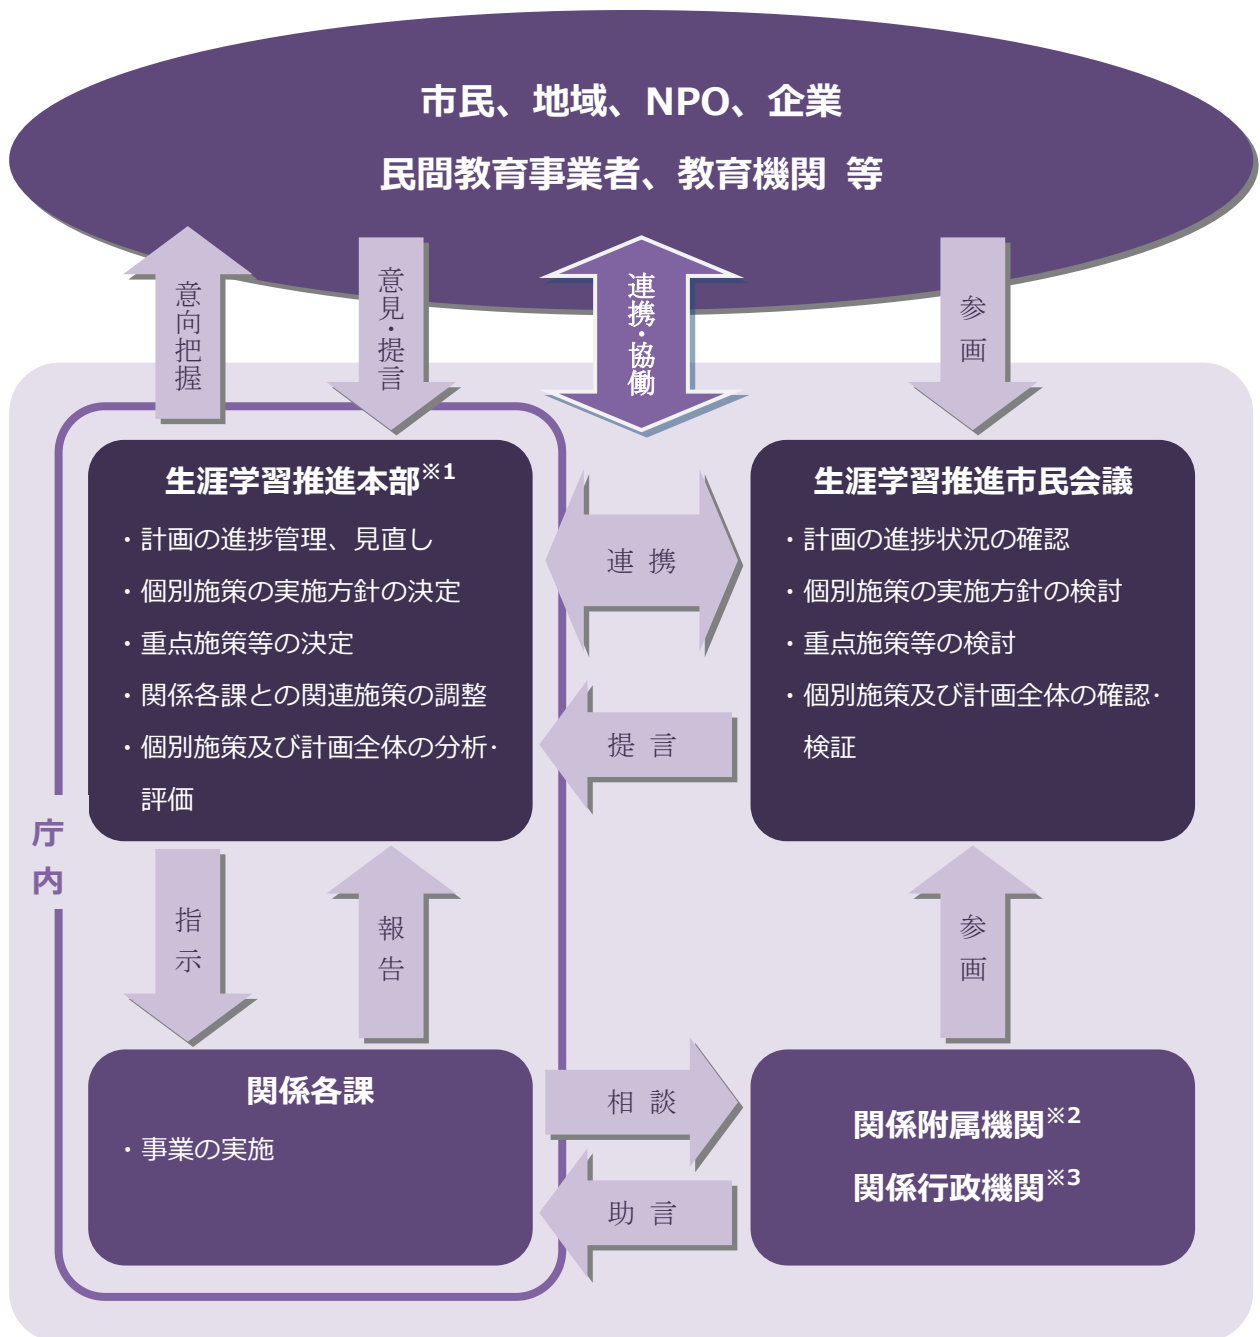 市民、地域、NPO、企業
民間教育事業者、教育機関 等
意向把握
意見・提言
連携・協働
参画
生涯学習推進本部※1
・計画の進捗管理、見直し
・個別施策の実施方針の決定
・重点施策等の決定
・関係各課との関連施策の調整
・個別施策及び計画全体の分析・
評価
連携
提言
生涯学習推進市民会議
・計画の進捗状況の確認
・個別施策の実施方針の検討
・重点施策等の検討
・個別施策及び計画全体の確認・
検証
庁内
指示
報告
参画
関係各課
・事業の実施
相談
助言
関係附属機関※2
関係行政機関※3